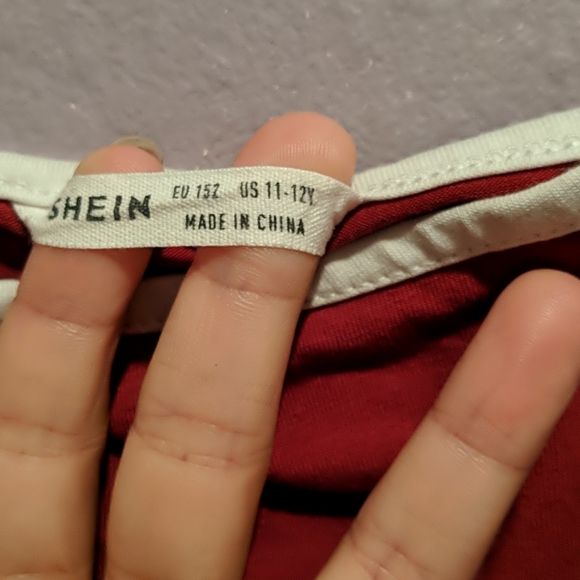 SHEIN EU 152 US 11-12Y
MADE IN CHINA